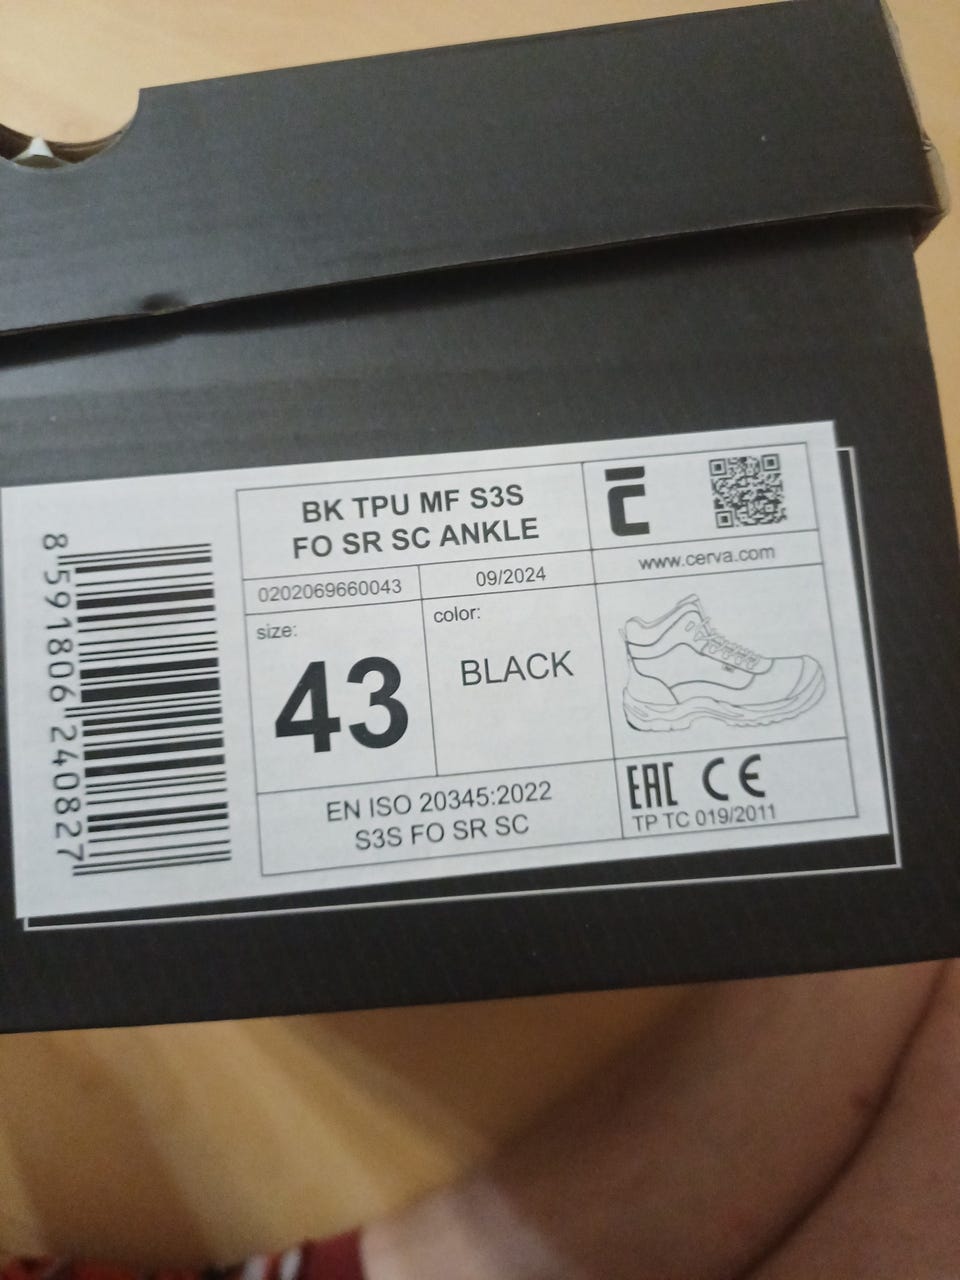 BK TPU MF S3S
FO SR SC ANKLE
0202069660043
09/2024
www.cerva.com
size:
43
color:
BLACK
EN ISO 20345:2022
S3S FO SR SC
EAC CE
TP TC 019/2011
8 591806 240827